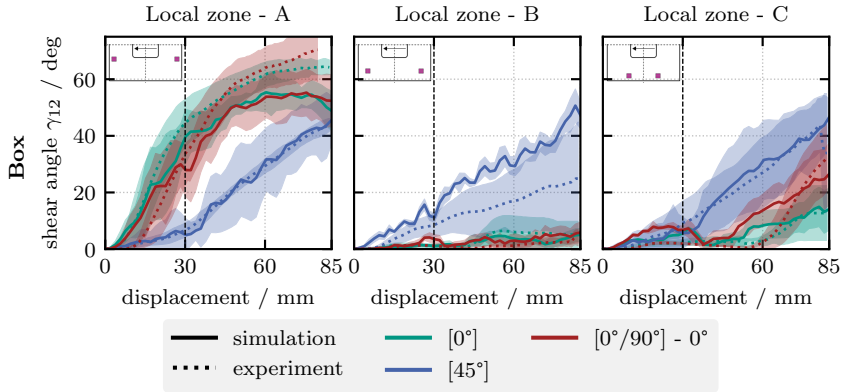 Local zone - A
Local zone - B
Local zone - C
Box
shear angle γ12 / deg
60
40
20
0
0 30 60 85
0 30 60 85
0 30 60 85
displacement / mm
displacement / mm
displacement / mm
simulation
experiment
[0°]
[45°]
[0°/90°] - 0°